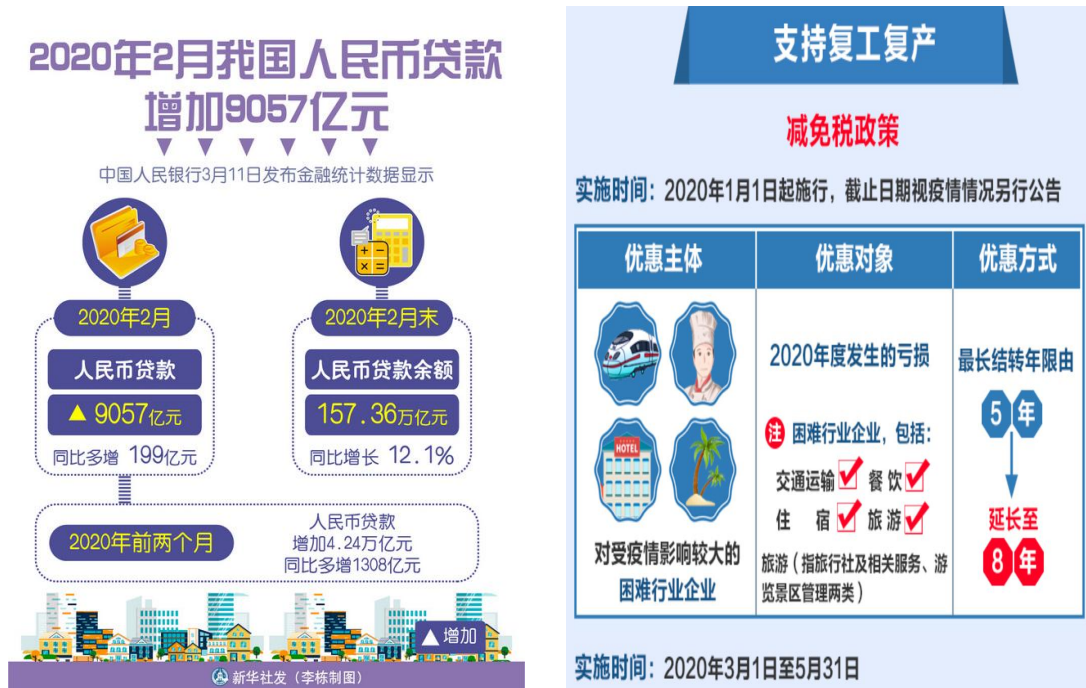 2020年2月我国人民币贷款
增加9057亿元
中国人民银行3月11日发布金融统计数据显示
2020年2月
人民币贷款
▲ 9057亿元
同比多增 199亿元
2020年2月末
人民币贷款余额
157.36万亿元
同比增长 12.1%
2020年前两个月
人民币贷款
增加4.24万亿元
同比多增1308亿元
▲ 增加
新华社发（李栋制图）
支持复工复产
减免税政策
实施时间：2020年1月1日起施行，截止日期视疫情情况另行公告
优惠主体
HOTEL
对受疫情影响较大的
困难行业企业
优惠对象
2020年度发生的亏损
注 困难行业企业，包括：
交通运输 餐饮
住宿 旅游
旅游（指旅行社及相关服务、游
览景区管理两类）
优惠方式
最长结转年限由
5年
延长至
8年
实施时间：2020年3月1日至5月31日